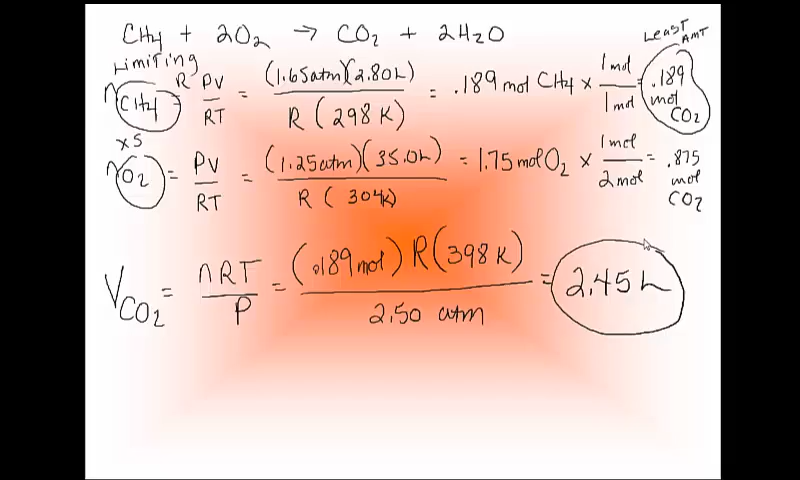 CH4 + 2O2 → CO2 + 2H2O
LEAST AMT
LIMITING
nCH4 = PV/RT = (1.65atm)(2.80L)/R(298K) = .189 mol CH4 × 1 mol/1 mol = .189 mol CO2
XS
nO2 = PV/RT = (1.25atm)(35.0L)/R(304K) = 1.75 mol O2 × 1 mol/2 mol = .875 mol CO2
VCO2 = nRT/P = (.189 mol)R(398K)/2.50 atm = 2.45 L